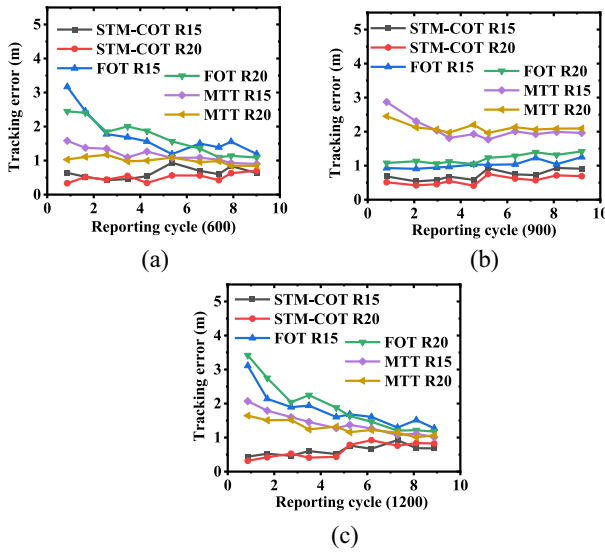 STM-COT R15
STM-COT R20
FOT R15
FOT R20
MTT R15
MTT R20
Tracking error (m)
5
4
3
2
1
0
0 2 4 6 8 10
Reporting cycle (600)
(a)
STM-COT R15
STM-COT R20
FOT R15
FOT R20
MTT R15
MTT R20
Tracking error (m)
5
4
3
2
1
0
0 2 4 6 8 10
Reporting cycle (900)
(b)
STM-COT R15
STM-COT R20
FOT R15
FOT R20
MTT R15
MTT R20
Tracking error (m)
5
4
3
2
1
0
0 2 4 6 8 10
Reporting cycle (1200)
(c)